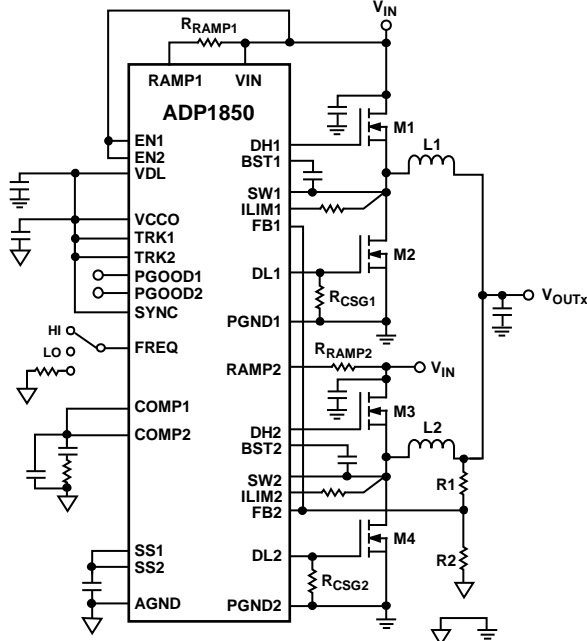 VIN
RRAMP1
RAMP1
VIN
ADP1850
EN1
EN2
VDL
VCCO
TRK1
TRK2
PGOOD1
PGOOD2
SYNC
HI
LO
FREQ
COMP1
COMP2
SS1
SS2
AGND
DH1
BST1
SW1
ILIM1
FB1
DL1
PGND1
RAMP2
DH2
BST2
SW2
ILIM2
FB2
DL2
PGND2
M1
L1
M2
RCSG1
VOUTx
RRAMP2
VIN
M3
L2
R1
M4
R2
RCSG2